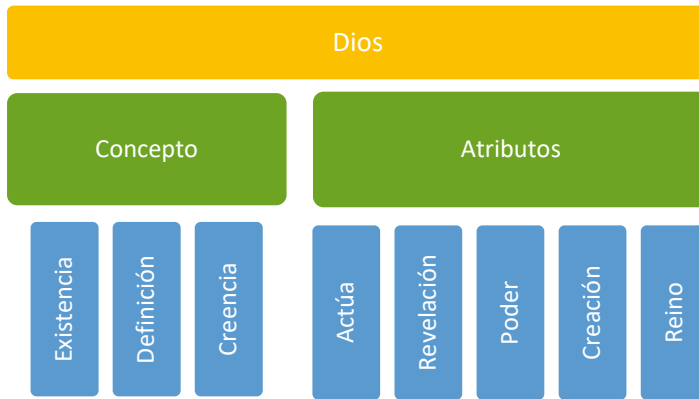 Dios
Concepto
Atributos
Existencia
Definición
Creencia
Actúa
Revelación
Poder
Creación
Reino